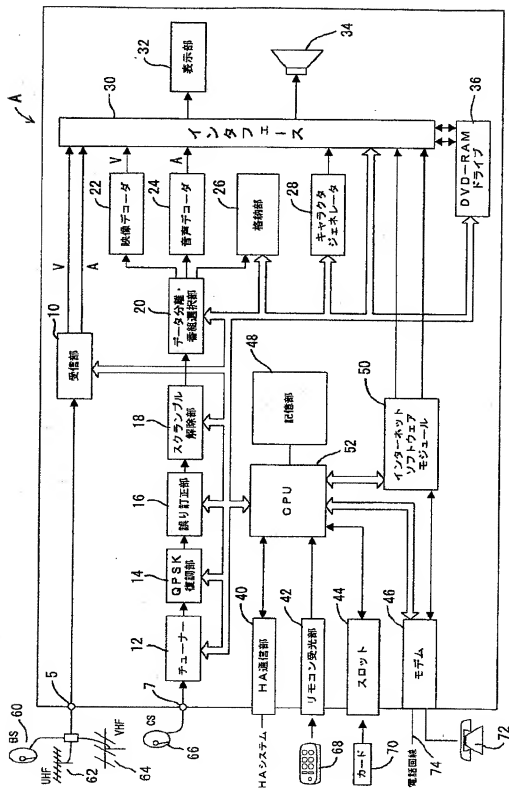 A
60
BS
UHF
62
64
VHF
5
10
受信部
V
A
CS
66
7
12
チューナー
14
QPSK
復調部
16
誤り訂正部
18
スクランブル
解除部
20
データ分離・
番組選択部
22
映像デコーダ
V
24
音声デコーダ
A
26
格納部
28
キャラクタ
ジェネレータ
30
インタフェース
32
表示部
34
36
DVD-RAM
ドライブ
HAシステム
40
HA通信部
68
42
リモコン受光部
70
カード
44
スロット
電話回線
74
72
46
モデム
48
記憶部
52
CPU
50
インターネット
ソフトウェア
モジュール